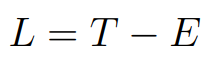 L = T − E